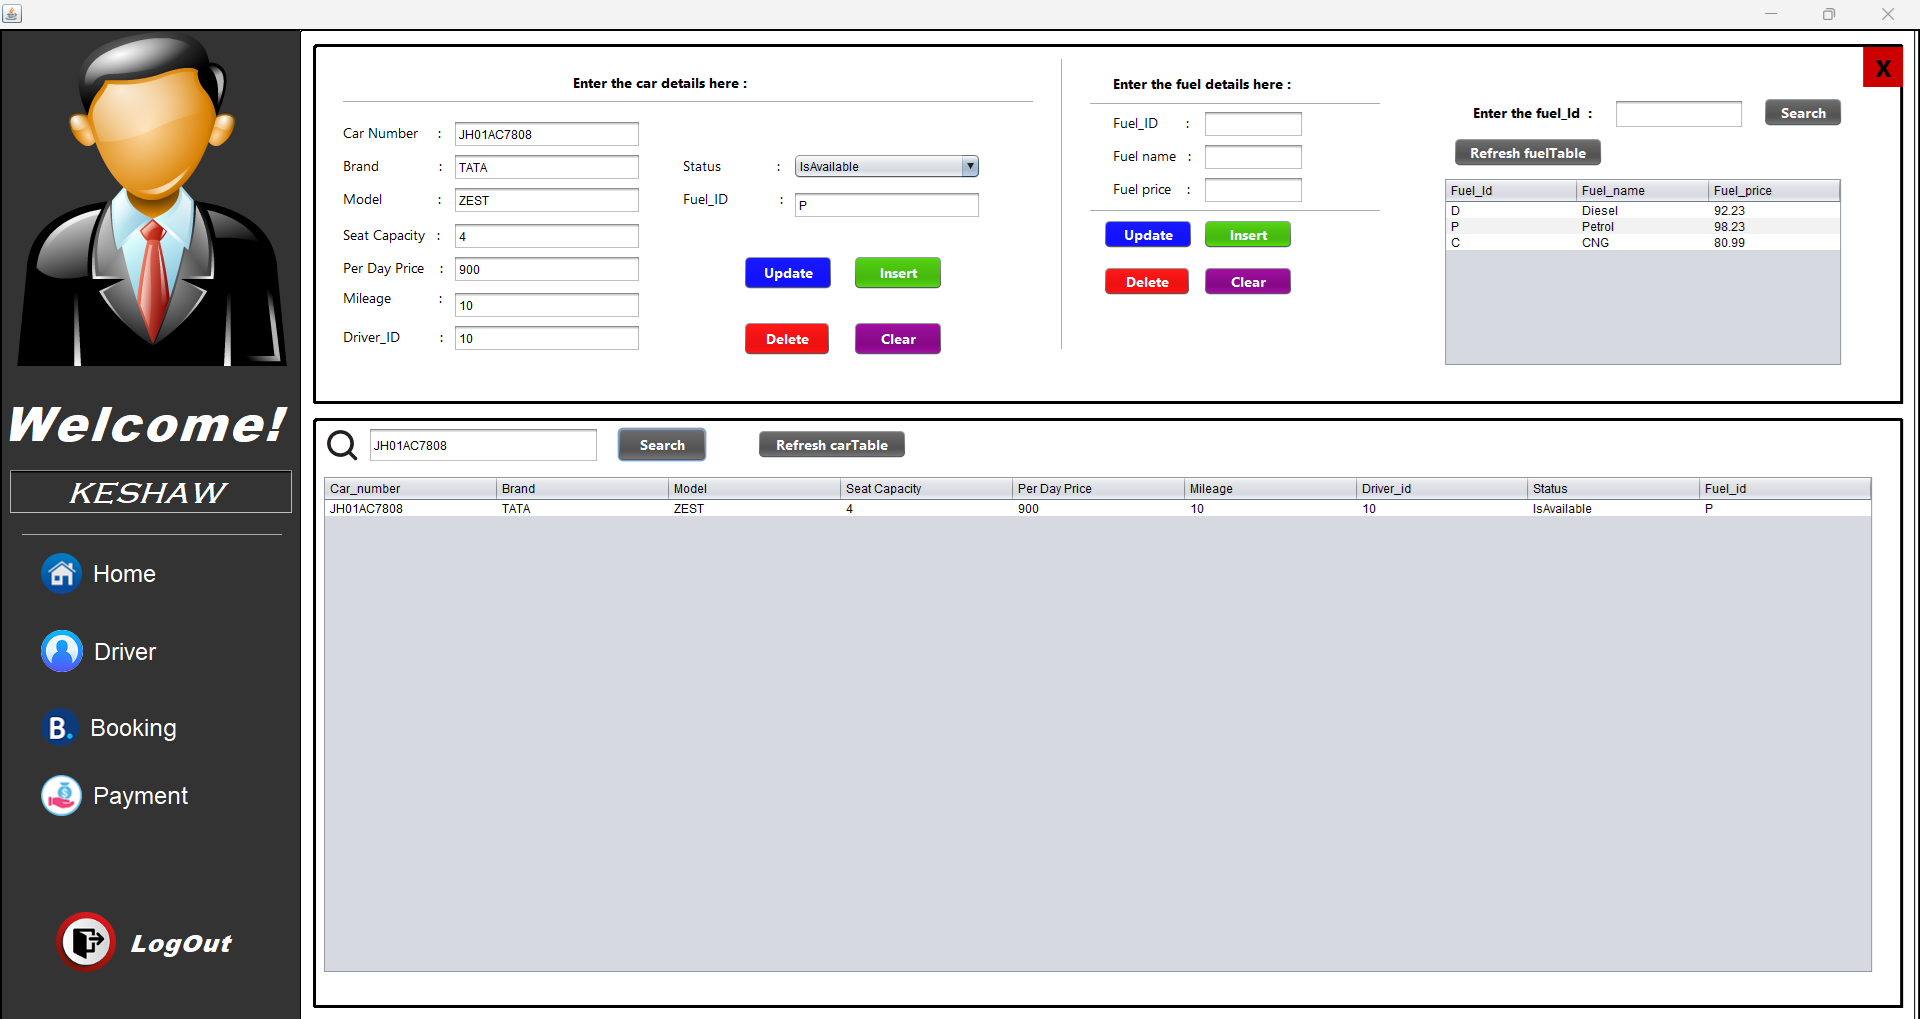 Welcome!
KESHAW
Home
Driver
B. Booking
Payment
LogOut
X
Enter the car details here :
Car Number : JH01AC7808
Brand : TATA
Model : ZEST
Seat Capacity : 4
Per Day Price : 900
Mileage : 10
Driver_ID : 10
Status : IsAvailable
Fuel_ID : P
Update Insert
Delete Clear
Enter the fuel details here :
Fuel_ID :
Fuel name :
Fuel price :
Update Insert
Delete Clear
Enter the fuel_Id : Search
Refresh fuelTable
Fuel_Id Fuel_name Fuel_price
D Diesel 92.23
P Petrol 98.23
C CNG 80.99
JH01AC7808 Search Refresh carTable
Car_number Brand Model Seat Capacity Per Day Price Mileage Driver_id Status Fuel_id
JH01AC7808 TATA ZEST 4 900 10 10 IsAvailable P